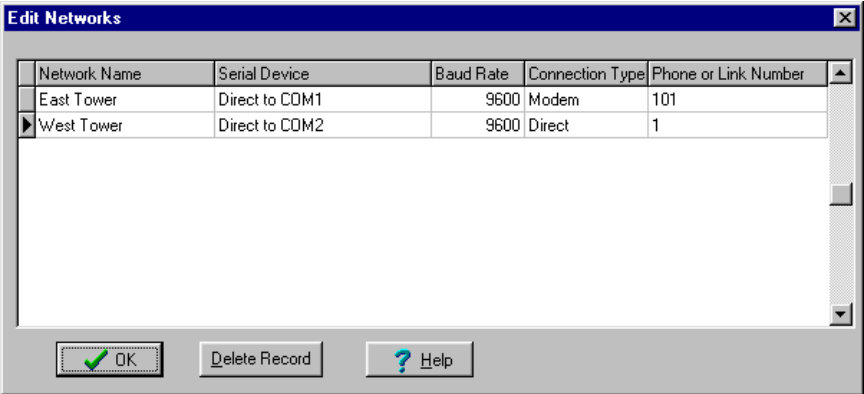 Edit Networks
Network Name Serial Device Baud Rate Connection Type Phone or Link Number
East Tower Direct to COM1 9600 Modem 101
West Tower Direct to COM2 9600 Direct 1
OK Delete Record Help